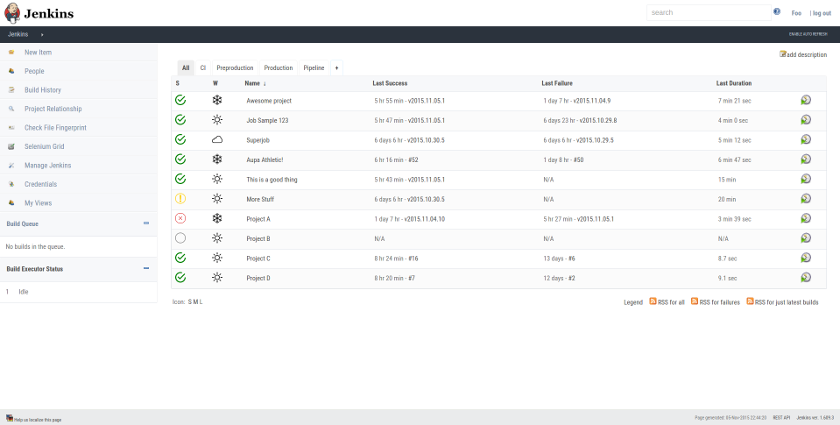 Jenkins
search
Foo | log out
Jenkins
ENABLE AUTO REFRESH
New Item
People
Build History
Project Relationship
Check File Fingerprint
Selenium Grid
Manage Jenkins
Credentials
My Views
Build Queue
No builds in the queue.
Build Executor Status
1 Idle
add description
All CI Preproduction Production Pipeline +
S W Name ↓ Last Success Last Failure Last Duration
Awesome project 5 hr 55 min - v2015.11.05.1 1 day 7 hr - v2015.11.04.9 7 min 21 sec
Job Sample 123 5 hr 47 min - v2015.11.05.1 6 days 23 hr - v2015.10.29.8 4 min 0 sec
Superjob 6 days 6 hr - v2015.10.30.5 6 days 6 hr - v2015.10.29.5 5 min 12 sec
Aupa Athletic! 6 hr 16 min - #52 1 day 8 hr - #50 6 min 47 sec
This is a good thing 5 hr 43 min - v2015.11.05.1 N/A 15 min
More Stuff 6 days 6 hr - v2015.10.30.5 N/A 20 min
Project A 1 day 7 hr - v2015.11.04.10 5 hr 27 min - v2015.11.05.1 3 min 39 sec
Project B N/A N/A N/A
Project C 8 hr 24 min - #16 13 days - #6 8.7 sec
Project D 8 hr 20 min - #7 12 days - #2 9.1 sec
Icon: S M L
Legend RSS for all RSS for failures RSS for just latest builds
Help us localize this page
Page generated: 05-Nov-2015 22:44:20 REST API Jenkins ver. 1.609.3